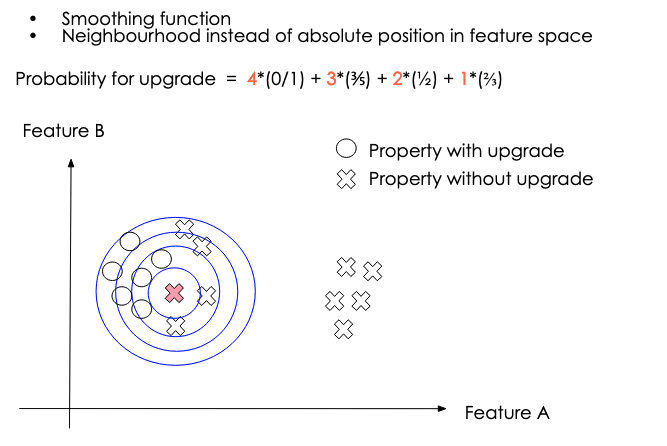 • Smoothing function
• Neighbourhood instead of absolute position in feature space
Probability for upgrade = 4*(0/1) + 3*(⅗) + 2*(½) + 1*(⅔)
Feature B
Property with upgrade
Property without upgrade
Feature A